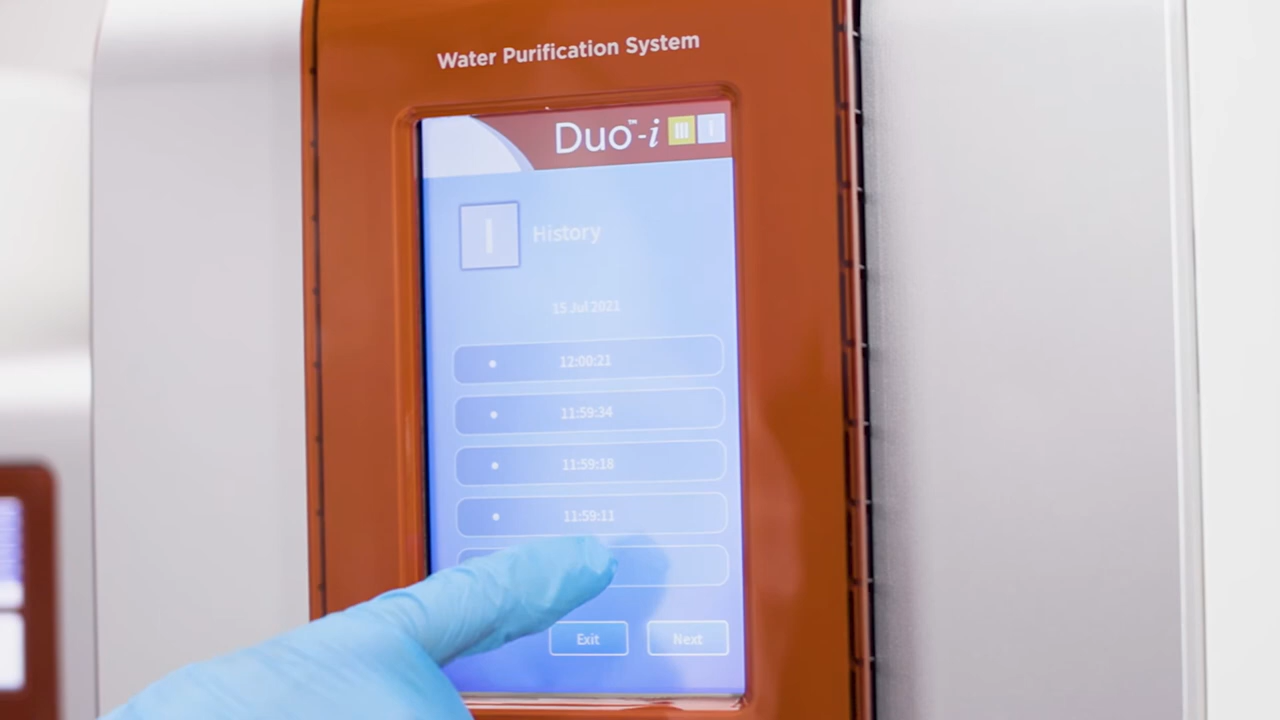 Water Purification System
Duo™-i III I
I History
15 Jul 2021
12:00:21
11:59:34
11:59:18
11:59:11
Exit Next